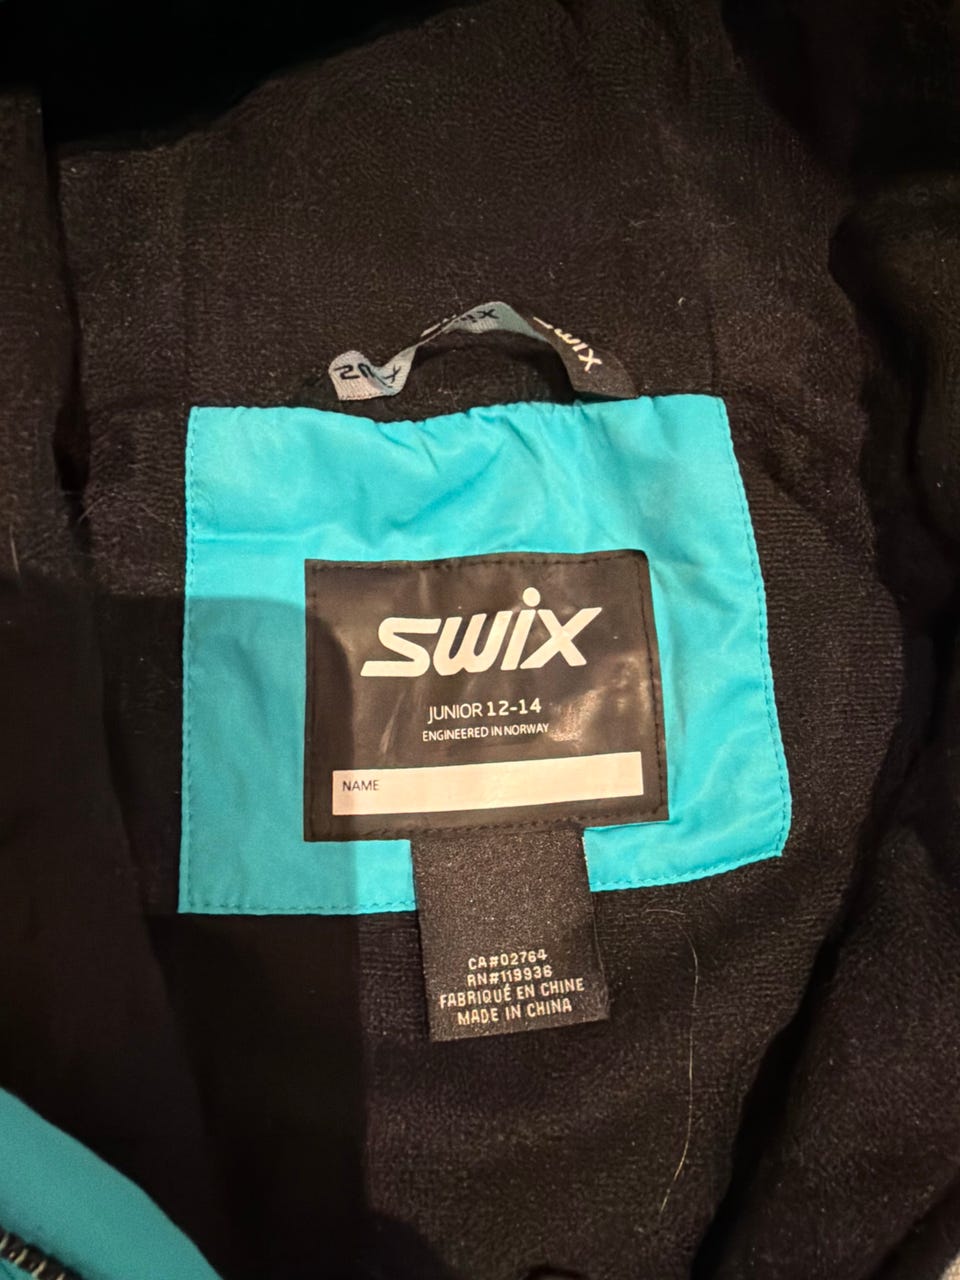 swix
swix
JUNIOR 12-14
ENGINEERED IN NORWAY
NAME
CA#02764
RN#119936
FABRIQUÉ EN CHINE
MADE IN CHINA